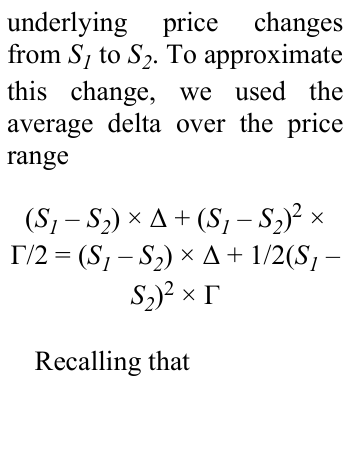 underlying price changes
from S₁ to S₂. To approximate
this change, we used the
average delta over the price
range
(S₁ – S₂) × Δ + (S₁ – S₂)² ×
Γ/2 = (S₁ – S₂) × Δ + 1/2(S₁ –
S₂)² × Γ
Recalling that